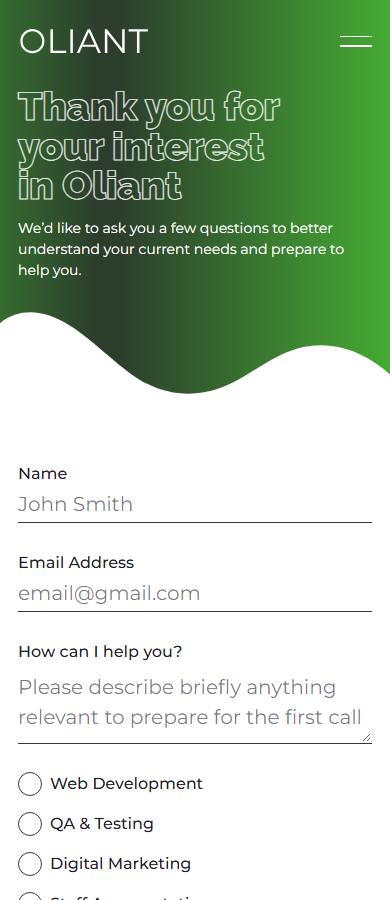 OLIANT
Thank you for
your interest
in Oliant
We'd like to ask you a few questions to better
understand your current needs and prepare to
help you.
Name
John Smith
Email Address
email@gmail.com
How can I help you?
Please describe briefly anything
relevant to prepare for the first call
Web Development
QA & Testing
Digital Marketing